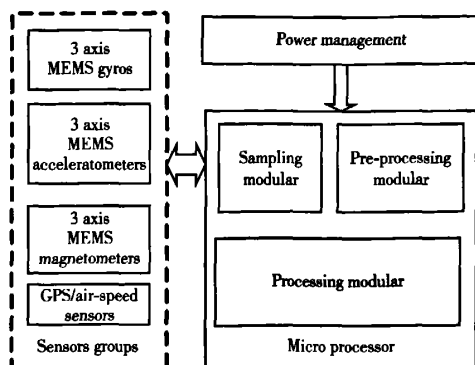 3 axis
MEMS gyros
3 axis
MEMS
acceleratometers
3 axis
MEMS
magnetometers
GPS/air-speed
sensors
Sensors groups
Power management
Sampling
modular
Pre-processing
modular
Processing modular
Micro processor